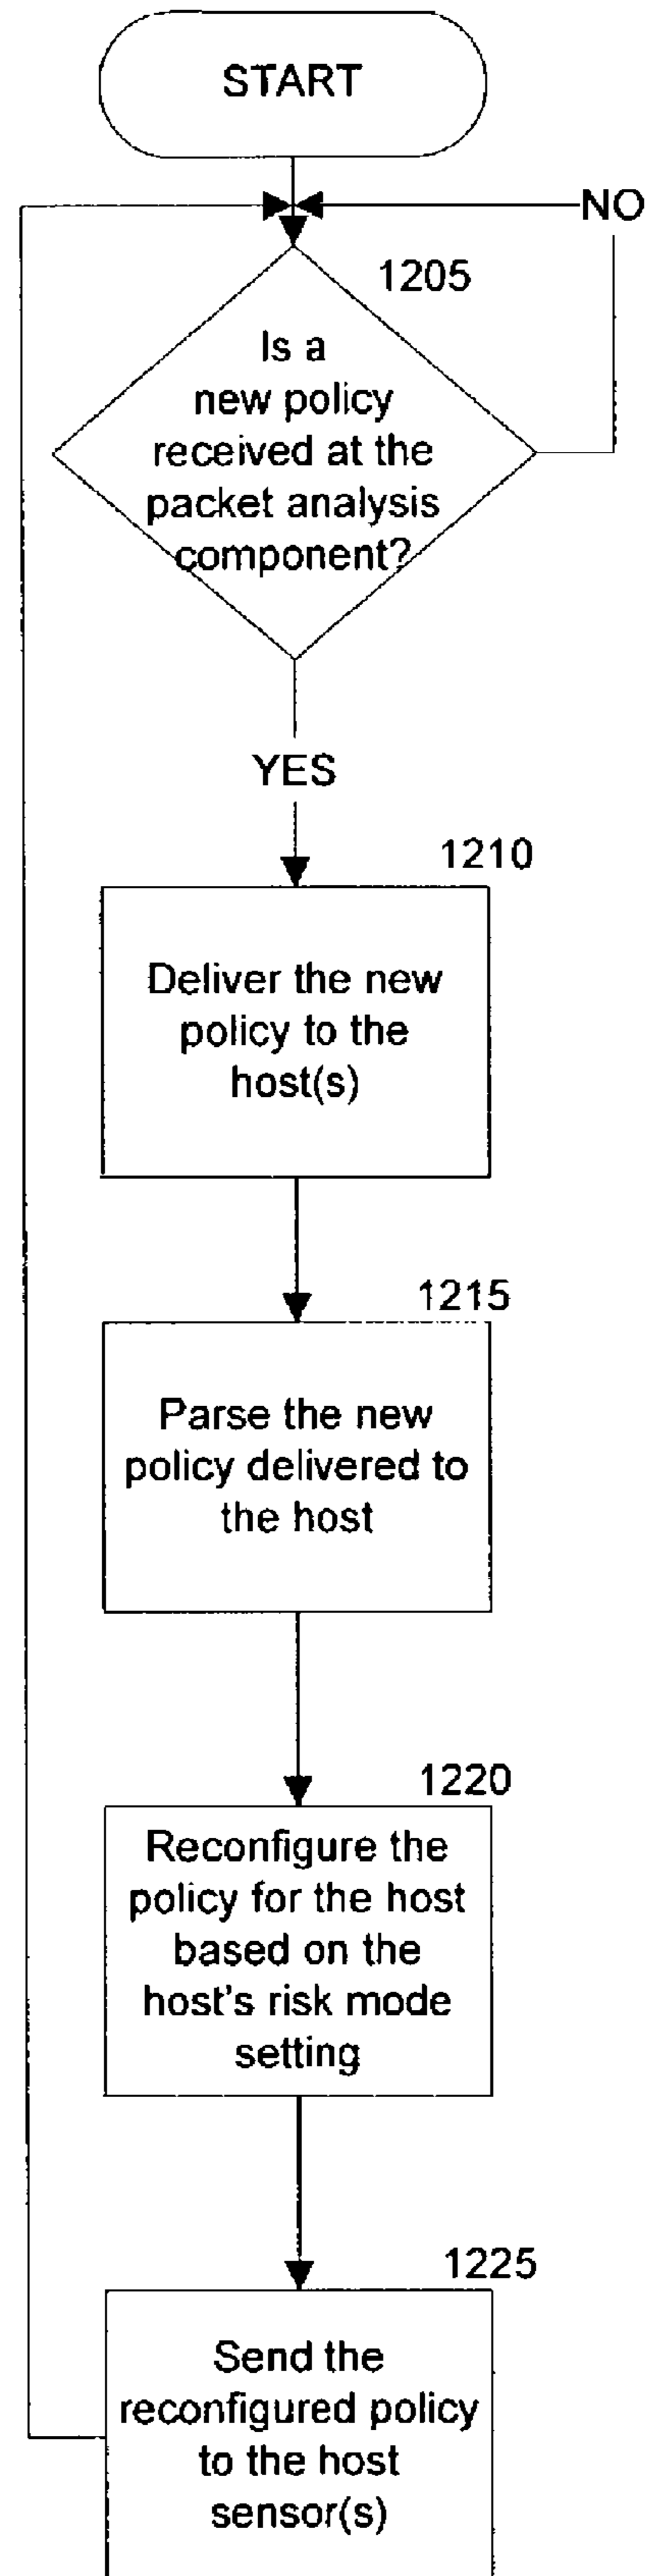 START
NO
1205
Is a
new policy
received at the
packet analysis
component?
YES
1210
Deliver the new
policy to the
host(s)
1215
Parse the new
policy delivered to
the host
1220
Reconfigure the
policy for the host
based on the
host's risk mode
setting
1225
Send the
reconfigured policy
to the host
sensor(s)